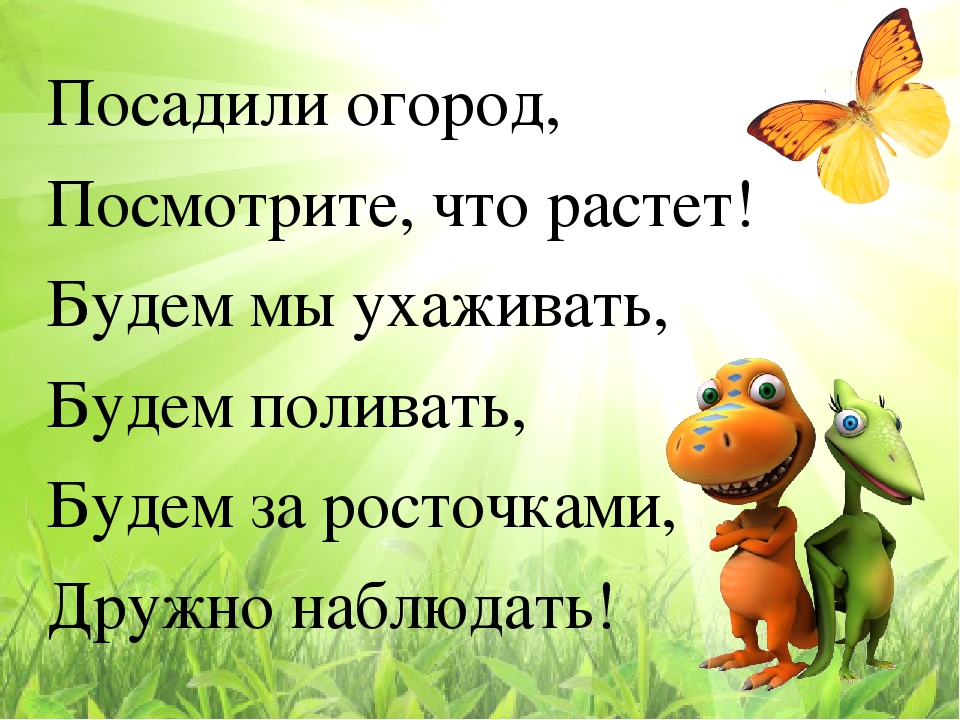 Посадили огород,
Посмотрите, что растет!
Будем мы ухаживать,
Будем поливать,
Будем за росточками,
Дружно наблюдать!